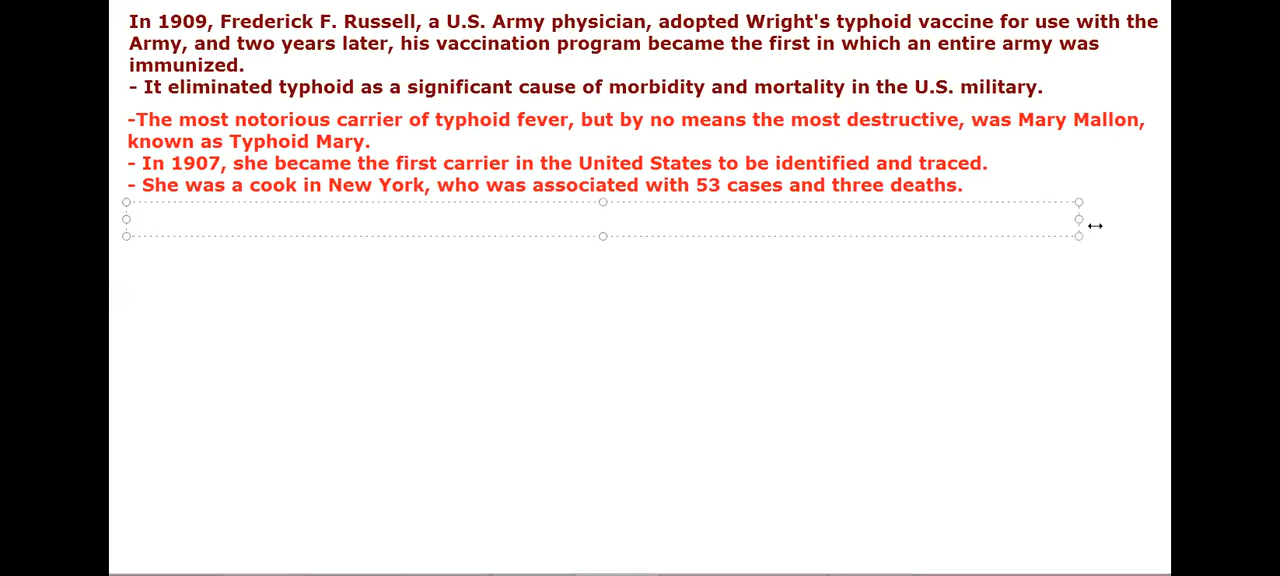 In 1909, Frederick F. Russell, a U.S. Army physician, adopted Wright's typhoid vaccine for use with the
Army, and two years later, his vaccination program became the first in which an entire army was
immunized.
- It eliminated typhoid as a significant cause of morbidity and mortality in the U.S. military.
-The most notorious carrier of typhoid fever, but by no means the most destructive, was Mary Mallon,
known as Typhoid Mary.
- In 1907, she became the first carrier in the United States to be identified and traced.
- She was a cook in New York, who was associated with 53 cases and three deaths.